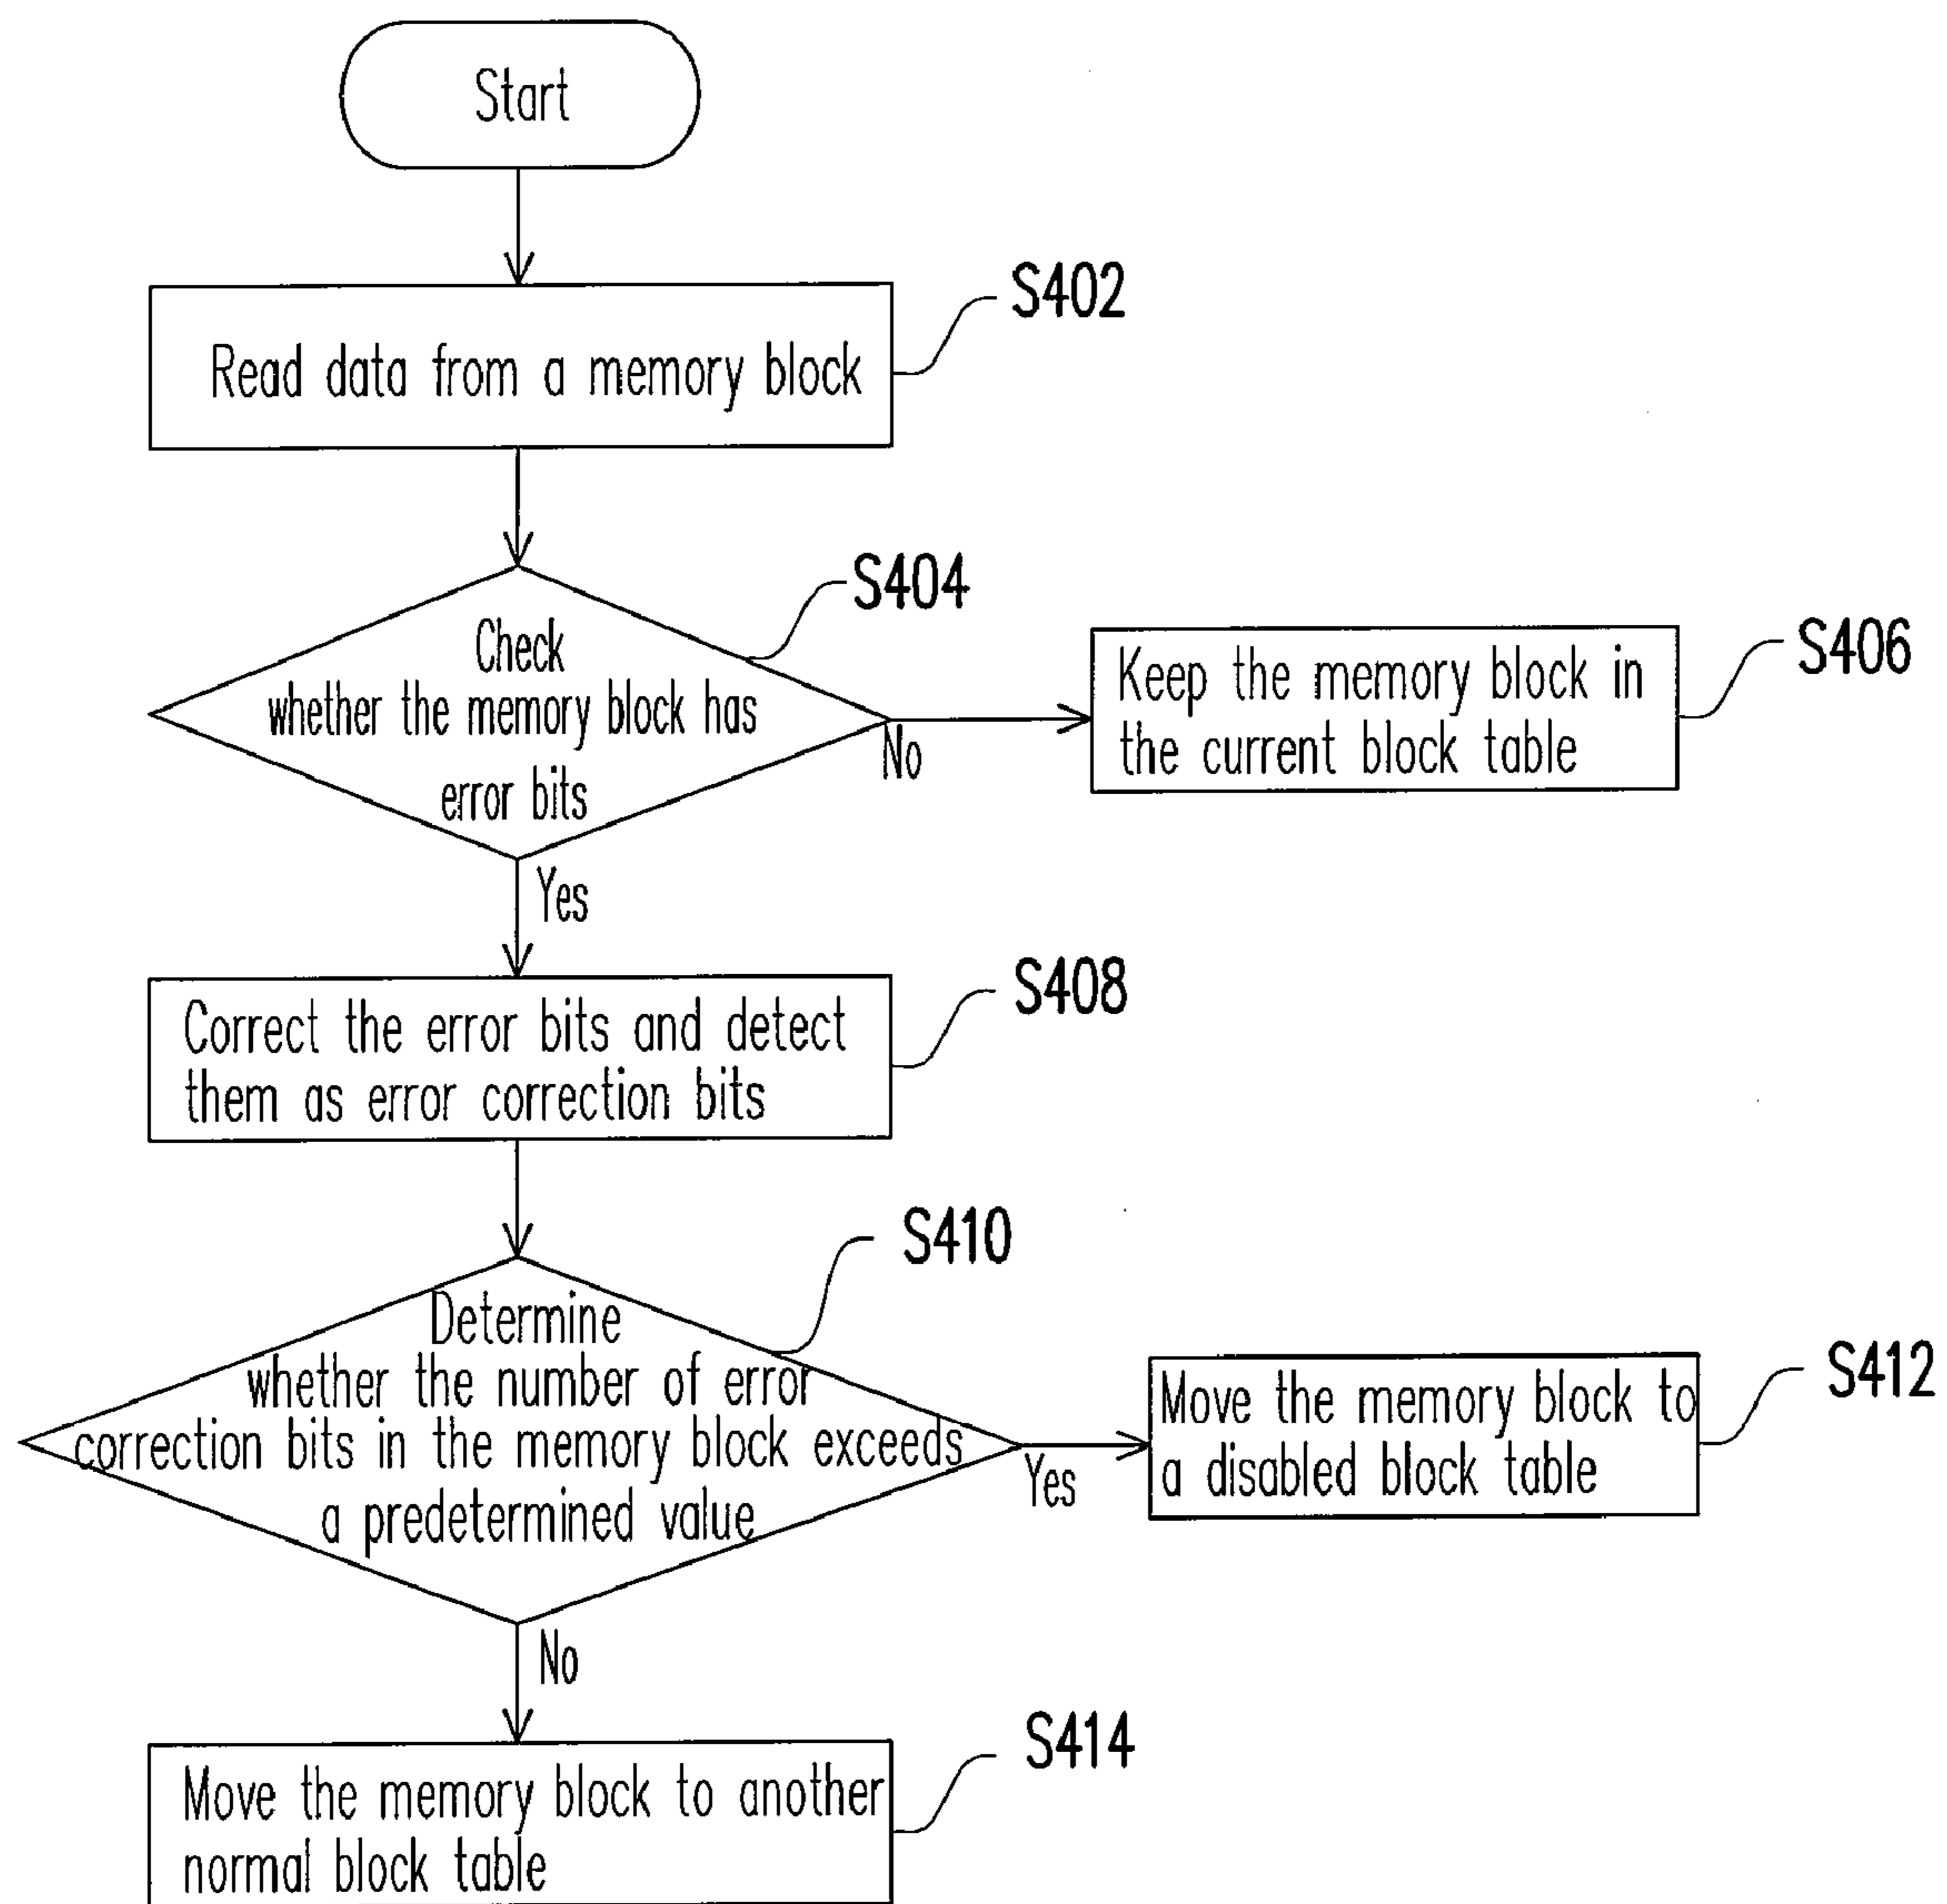 Start
S402
Read data from a memory block
S404
Check
whether the memory block has
error bits
No
S406
Keep the memory block in
the current block table
Yes
S408
Correct the error bits and detect
them as error correction bits
S410
Determine
whether the number of error
correction bits in the memory block exceeds
a predetermined value
Yes
S412
Move the memory block to
a disabled block table
No
S414
Move the memory block to another
normal block table